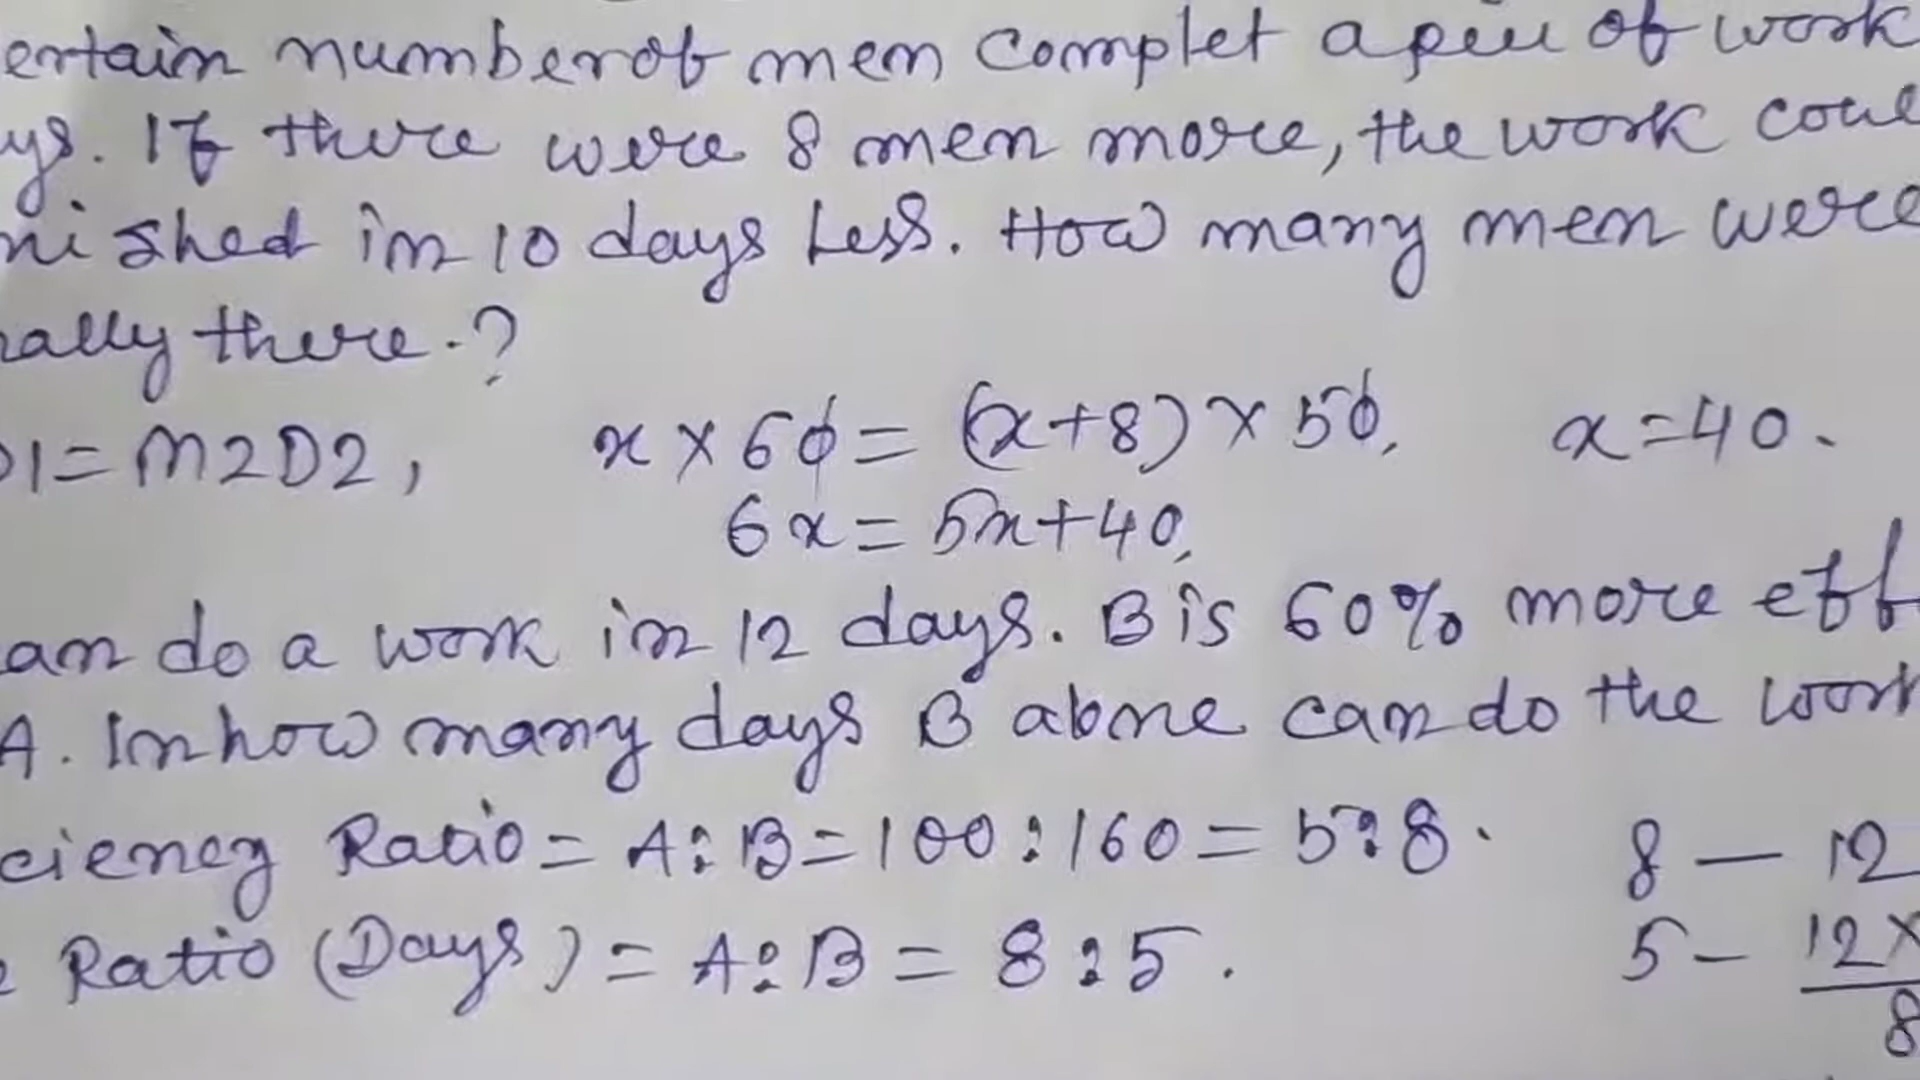 ertain number of men complet a piece of work
ys. If there were 8 men more, the work coul
nished in 10 days less. How many men were
nally there.?
D1 = M2D2, x × 60 = (x+8) × 50, x = 40.
6x = 5x + 40,
an do a work in 12 days. B is 60% more eff
A. In how many days B alone can do the work
ciency Ratio = A:B = 100:160 = 5:8. 8 — 12
e Ratio (Days) = A:B = 8:5. 5 — 12×
8